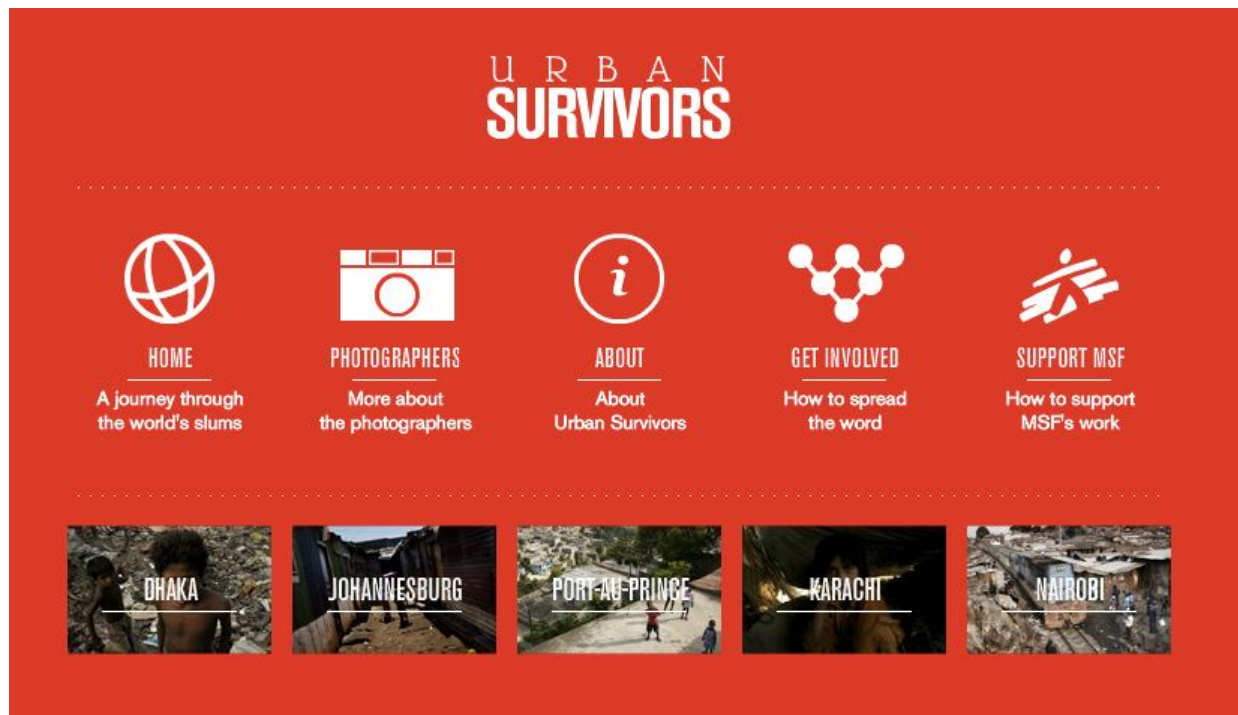 URBAN
SURVIVORS
HOME
A journey through
the world's slums
PHOTOGRAPHERS
More about
the photographers
i
ABOUT
About
Urban Survivors
GET INVOLVED
How to spread
the word
SUPPORT MSF
How to support
MSF's work
DHAKA
JOHANNESBURG
PORT-AU-PRINCE
KARACHI
NAIROBI